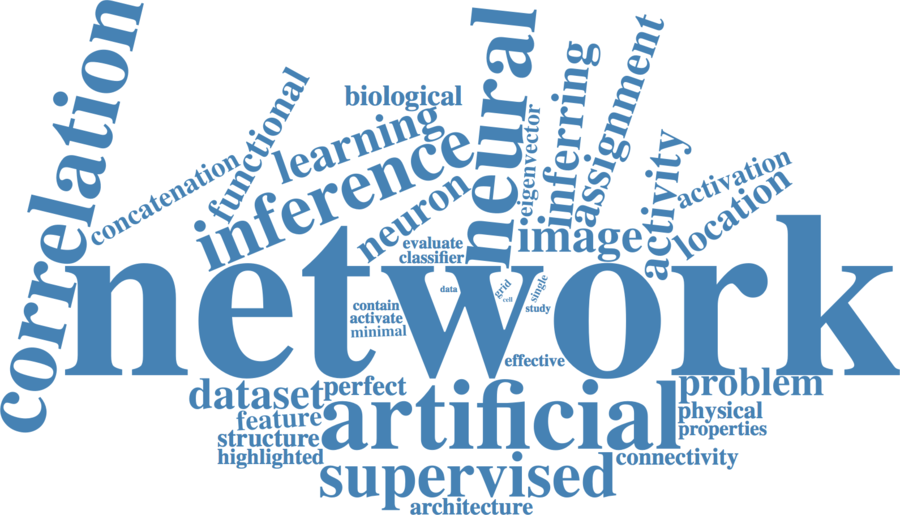 correlation
concatenation
functional
biological
learning
inference
neuron
neural
eigenvector
inferring
assignment
activity
activation
location
image
evaluate
classifier
network
data
grid
cell
single
study
contain
activate
minimal
effective
dataset
perfect
artificial
problem
feature
physical
structure
properties
highlighted
supervised
connectivity
architecture